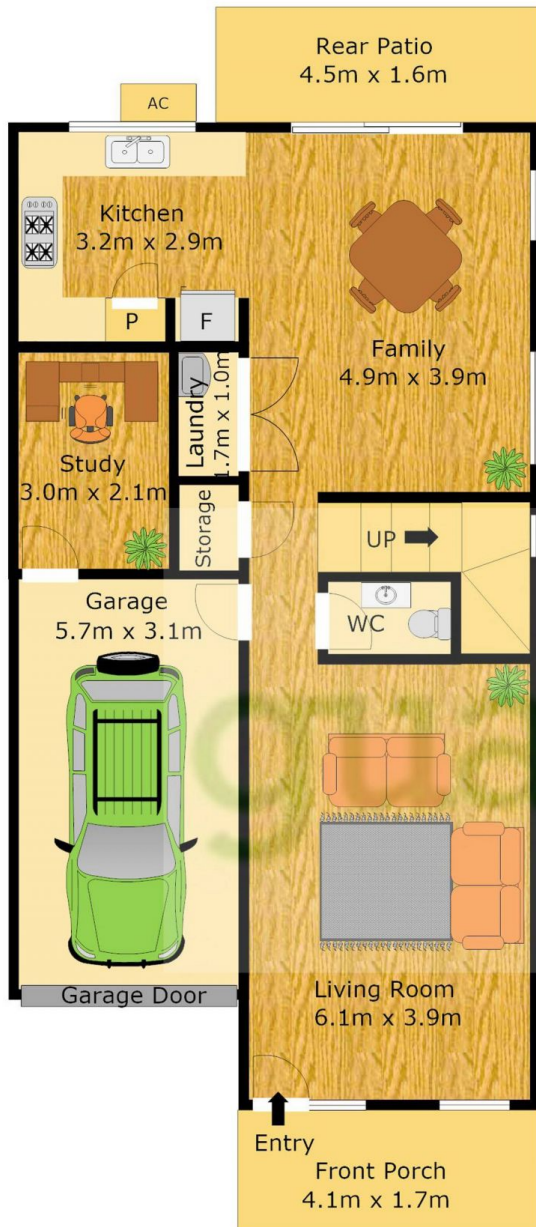 Rear Patio
4.5m x 1.6m
AC
Kitchen
3.2m x 2.9m
P
F
Family
4.9m x 3.9m
Laundry
1.7m x 1.0m
Study
3.0m x 2.1m
Storage
UP
WC
Garage
5.7m x 3.1m
Garage Door
Living Room
6.1m x 3.9m
Entry
Front Porch
4.1m x 1.7m